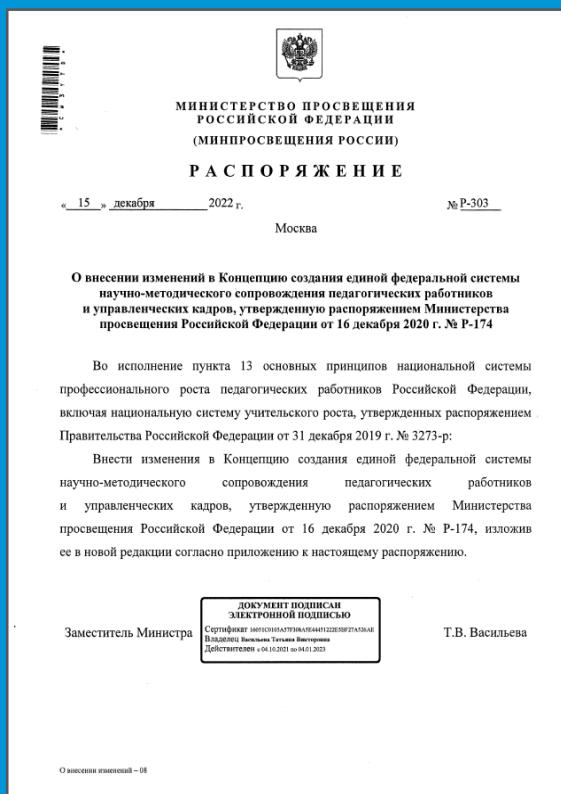 МИНИСТЕРСТВО ПРОСВЕЩЕНИЯ
РОССИЙСКОЙ ФЕДЕРАЦИИ
(МИНПРОСВЕЩЕНИЯ РОССИИ)
РАСПОРЯЖЕНИЕ
« 15 » декабря 2022 г. № Р-303
Москва
О внесении изменений в Концепцию создания единой федеральной системы
научно-методического сопровождения педагогических работников
и управленческих кадров, утвержденную распоряжением Министерства
просвещения Российской Федерации от 16 декабря 2020 г. № Р-174
Во исполнение пункта 13 основных принципов национальной системы
профессионального роста педагогических работников Российской Федерации,
включая национальную систему учительского роста, утвержденных распоряжением
Правительства Российской Федерации от 31 декабря 2019 г. № 3273-р:
Внести изменения в Концепцию создания единой федеральной системы
научно-методического сопровождения педагогических работников
и управленческих кадров, утвержденную распоряжением Министерства
просвещения Российской Федерации от 16 декабря 2020 г. № Р-174, изложив
ее в новой редакции согласно приложению к настоящему распоряжению.
Заместитель Министра
ДОКУМЕНТ ПОДПИСАН
ЭЛЕКТРОННОЙ ПОДПИСЬЮ
Сертификат
Владелец Васильева Татьяна Викторовна
Действителен с 04.10.2021 по 04.01.2023
Т.В. Васильева
О внесении изменений – 08